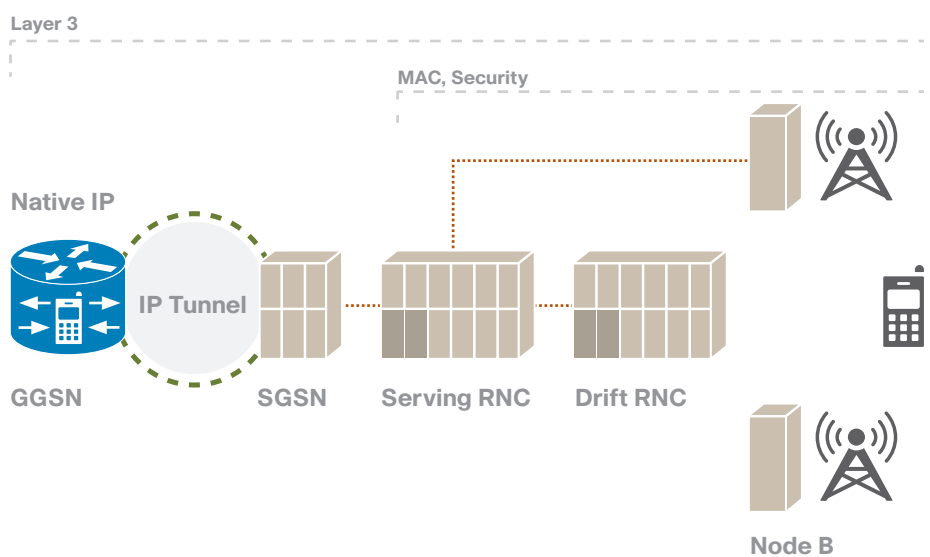 Layer 3
MAC, Security
Native IP
IP Tunnel
GGSN
SGSN
Serving RNC
Drift RNC
Node B